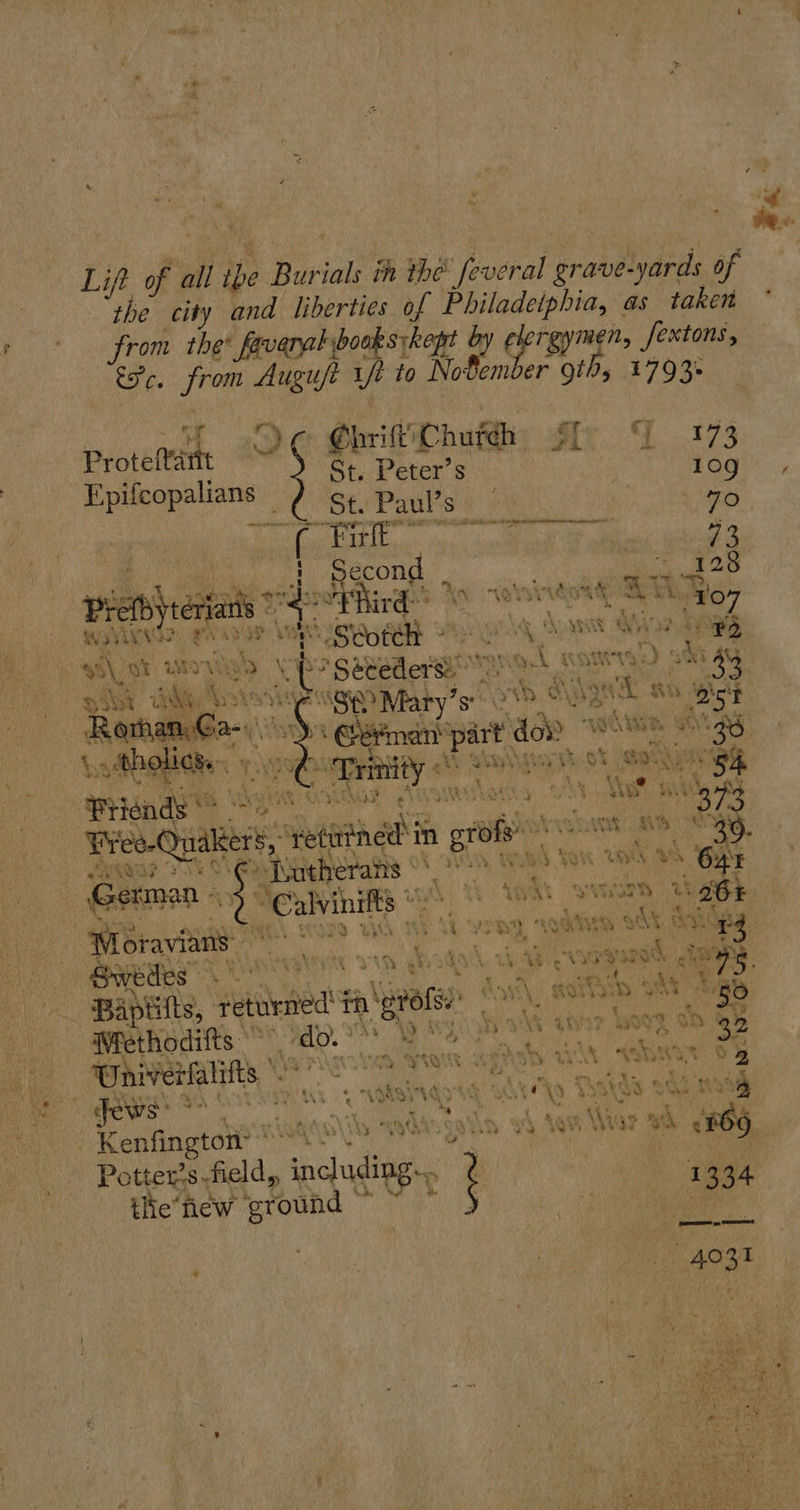 Liſt of all the Burials in the ſeveral grave-yards of
the city and liberties of Philadelphia, as taken
from the ſeveral books kept by clergymen, ſextons,
&c. from Auguſt 1ſt to November 9th, 1793.
Proteſtant Epiſcopalians { Chriſt Church 173
St. Peter's 109
St. Paul's 70
Preſbyterians { Firſt 73
Second 128
Third 107
Scotch
Seceders 33
Roman Ca-tholics. { St. Mary's 251
German part do. 30
Trinity 54
Friends 373
Free-Quakers, returned in groſs 39
German { Lutherans 641
Calviniſts 261
Moravians
Swedes 75
Baptiſts, returned in groſs 50
Methodiſts do. 32
Univerſaliſts 2
Jews
Kenſington 169
Potter's-field, including
the new ground } 1334
4031